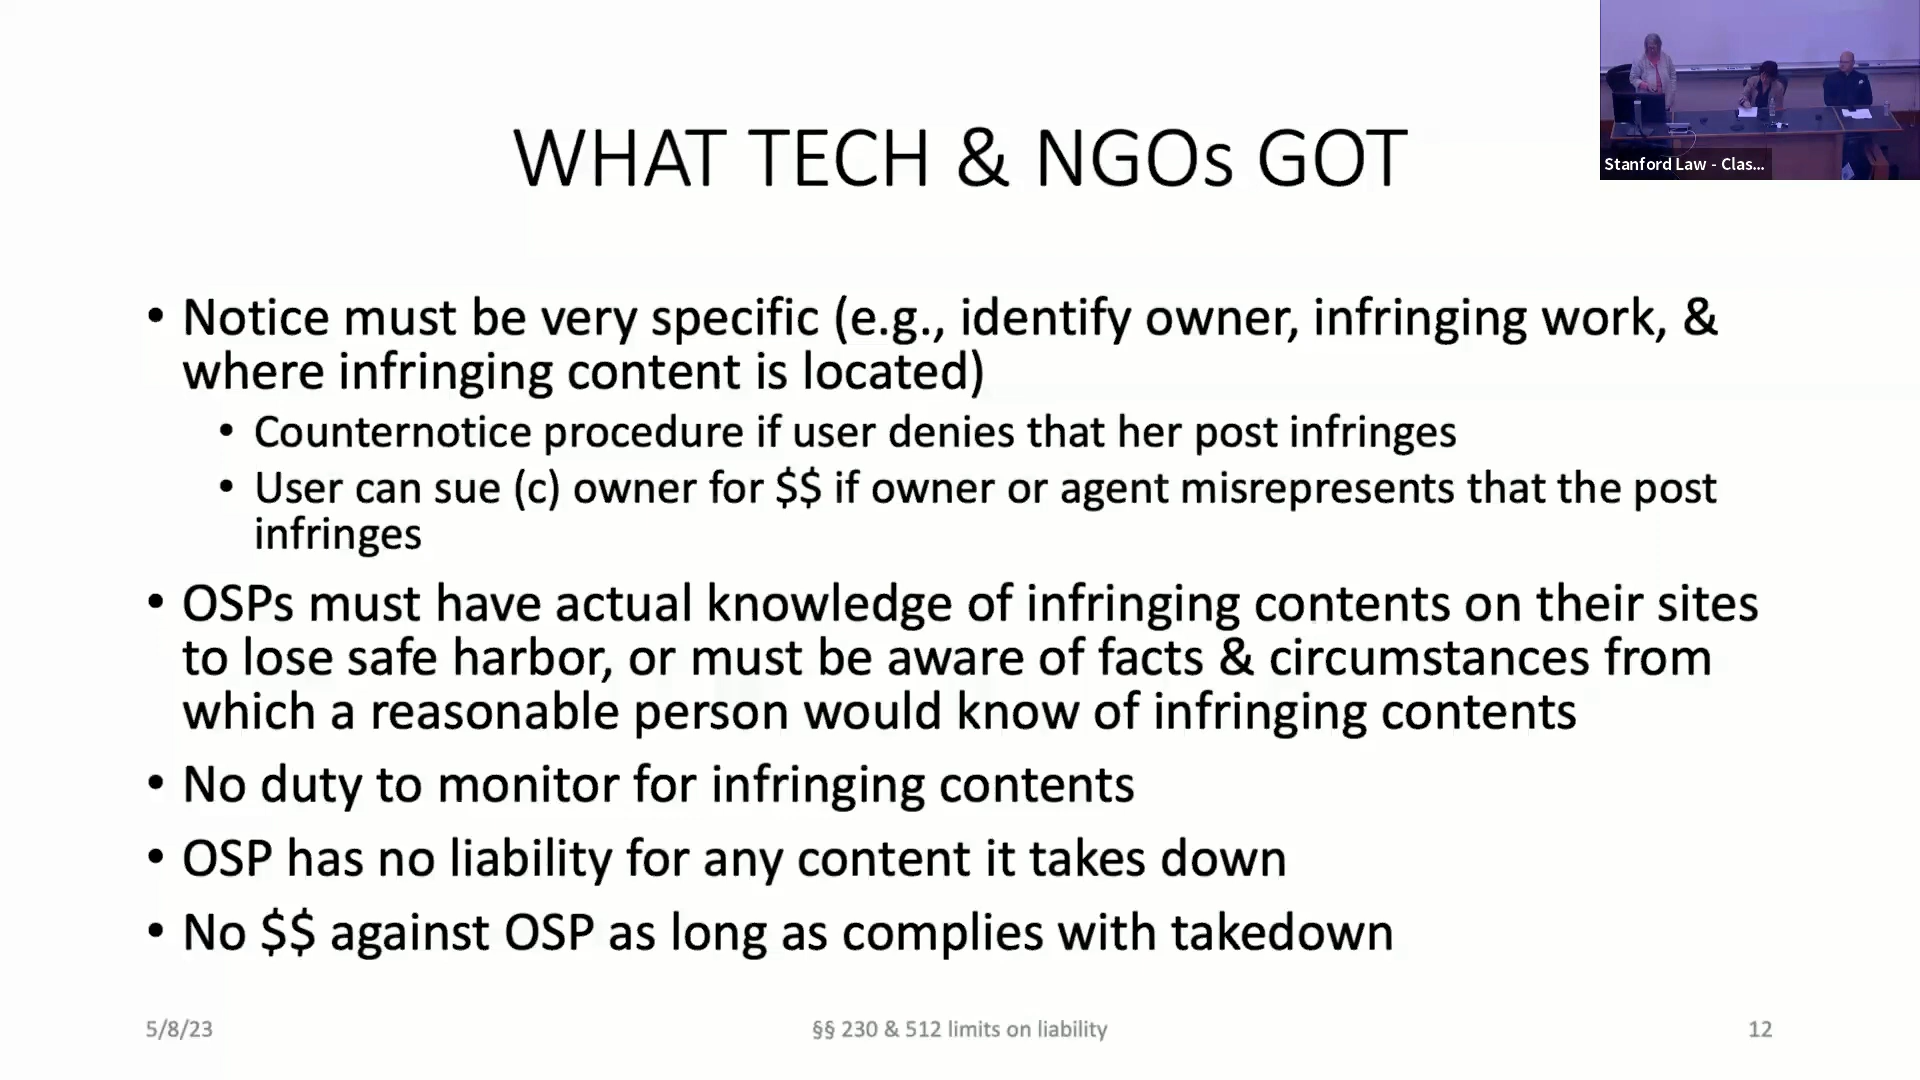 Stanford Law - Clas...
WHAT TECH & NGOs GOT
• Notice must be very specific (e.g., identify owner, infringing work, &
where infringing content is located)
• Counternotice procedure if user denies that her post infringes
• User can sue (c) owner for $$ if owner or agent misrepresents that the post
infringes
• OSPs must have actual knowledge of infringing contents on their sites
to lose safe harbor, or must be aware of facts & circumstances from
which a reasonable person would know of infringing contents
• No duty to monitor for infringing contents
• OSP has no liability for any content it takes down
• No $$ against OSP as long as complies with takedown
5/8/23
§§ 230 & 512 limits on liability
12